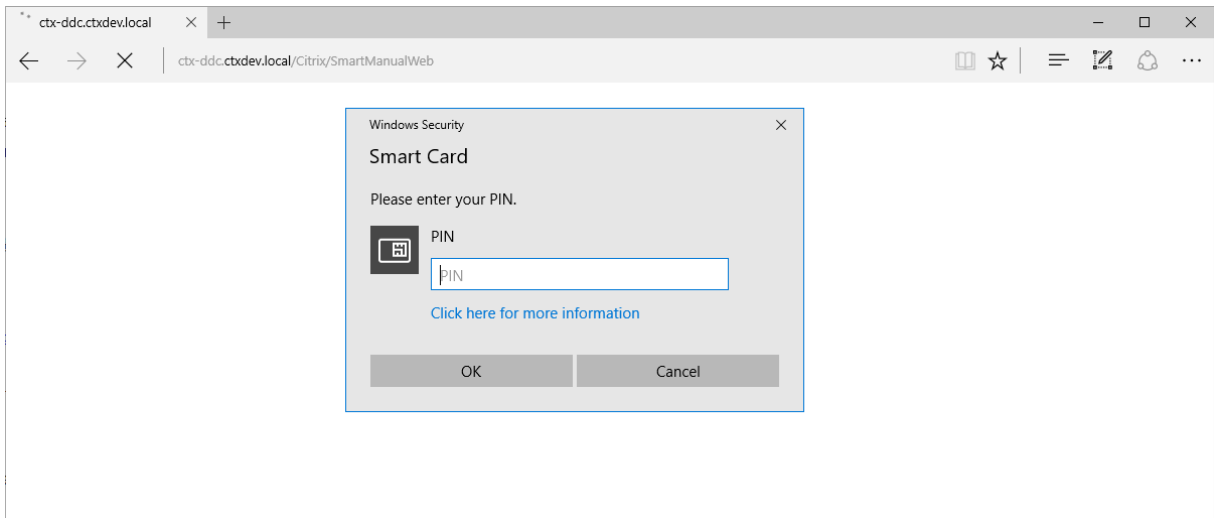 ctx-ddc.ctxdev.local
ctx-ddc.ctxdev.local/Citrix/SmartManualWeb
Windows Security
Smart Card
Please enter your PIN.
PIN
PIN
Click here for more information
OK Cancel